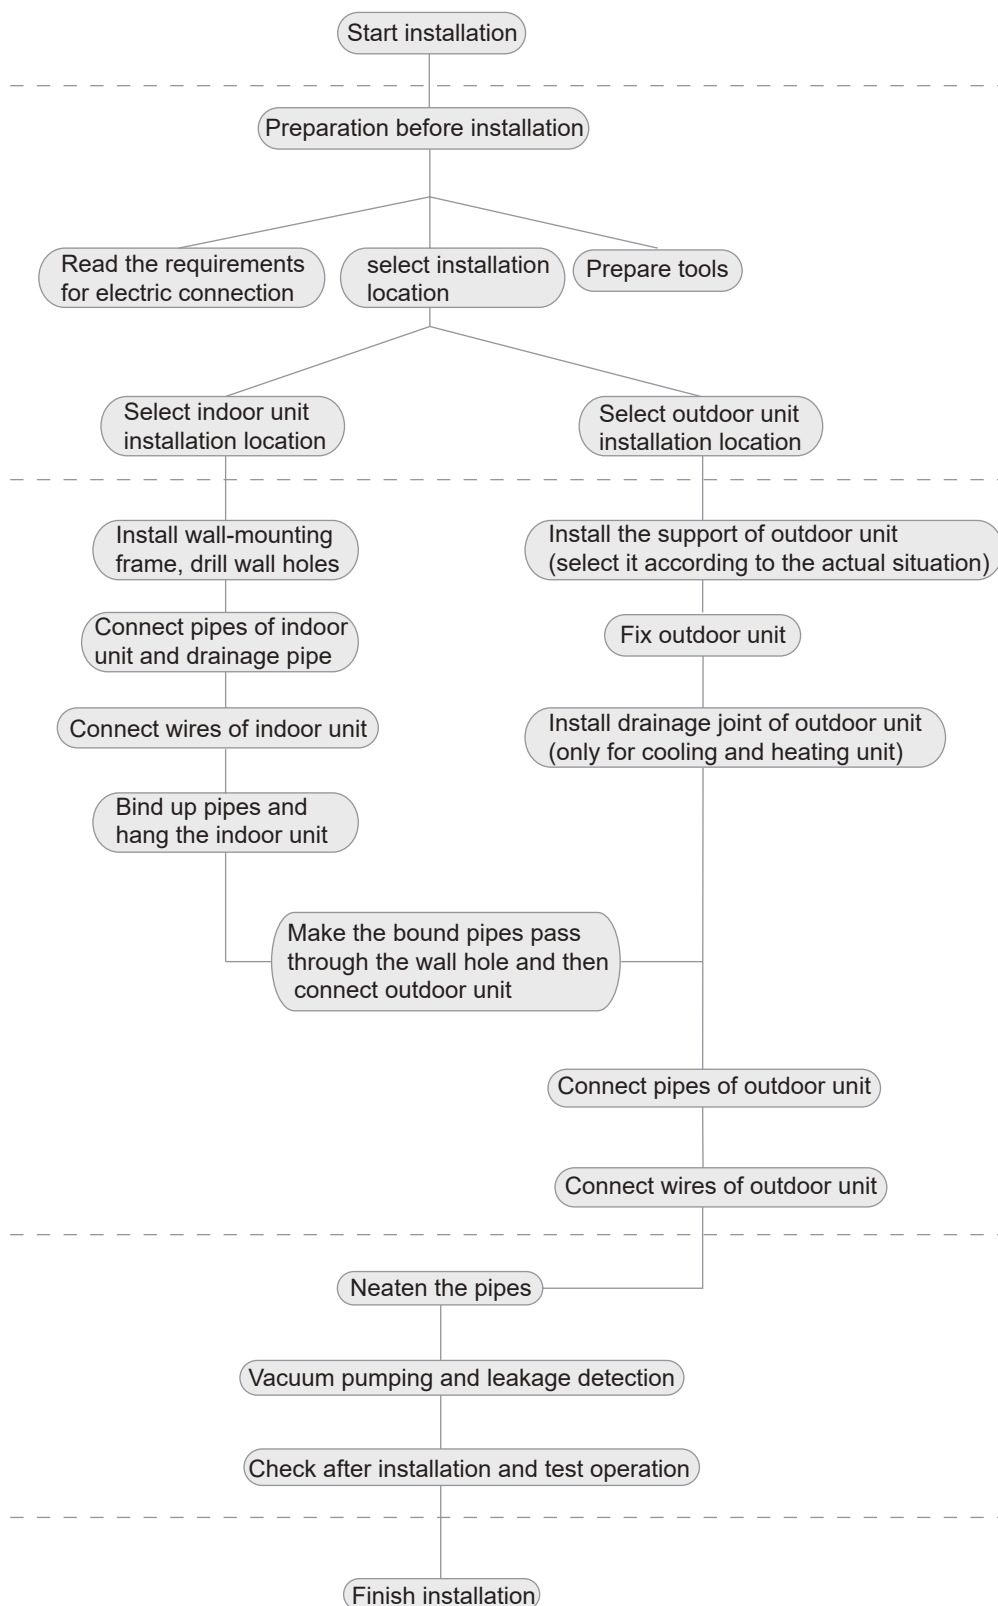 Start installation
Preparation before installation
Read the requirements
for electric connection
select installation
location
Prepare tools
Select indoor unit
installation location
Select outdoor unit
installation location
Install wall-mounting
frame, drill wall holes
Install the support of outdoor unit
(select it according to the actual situation)
Connect pipes of indoor
unit and drainage pipe
Fix outdoor unit
Connect wires of indoor unit
Install drainage joint of outdoor unit
(only for cooling and heating unit)
Bind up pipes and
hang the indoor unit
Make the bound pipes pass
through the wall hole and then
connect outdoor unit
Connect pipes of outdoor unit
Connect wires of outdoor unit
Neaten the pipes
Vacuum pumping and leakage detection
Check after installation and test operation
Finish installation